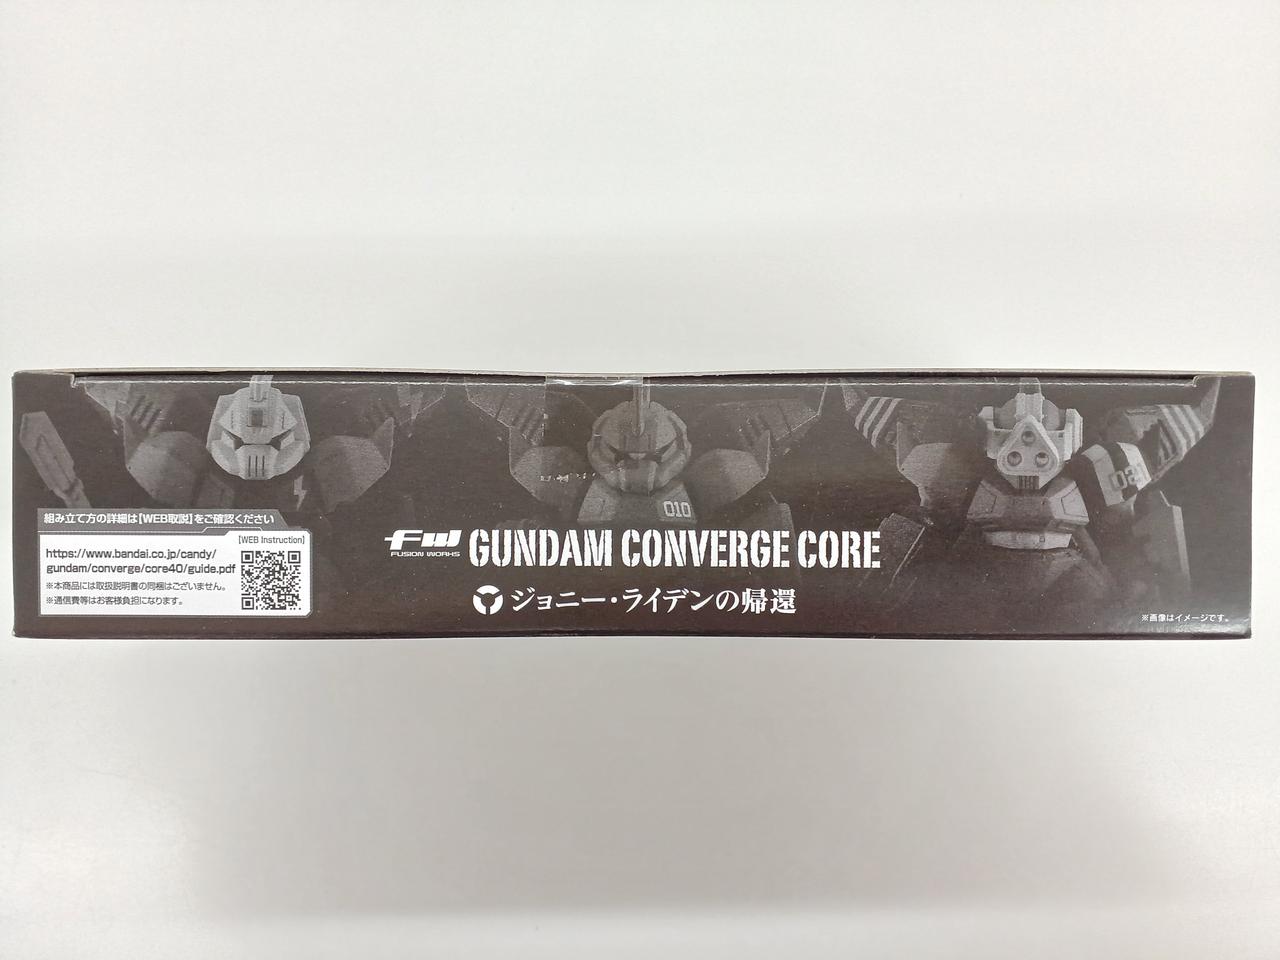 組み立て方の詳細は【WEB取説】をご確認ください
[WEB Instruction]
https://www.bandai.co.jp/candy/
gundam/converge/core40/guide.pdf
※本商品には取扱説明書の同梱はございません。
※通信費等はお客様負担になります。
FW
FUSION WORKS
GUNDAM CONVERGE CORE
ジョニー・ライデンの帰還
010
021
※画像はイメージです。